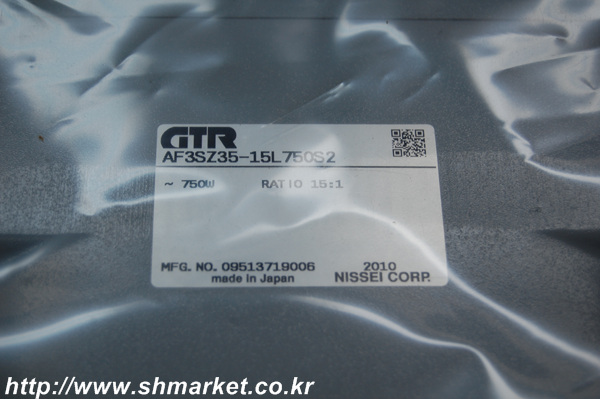 GTR
AF3SZ35-15L750S2
~ 750W RATIO 15:1
MFG. NO. 09513719006 2010
made in Japan NISSEI CORP.
http://www.shmarket.co.kr